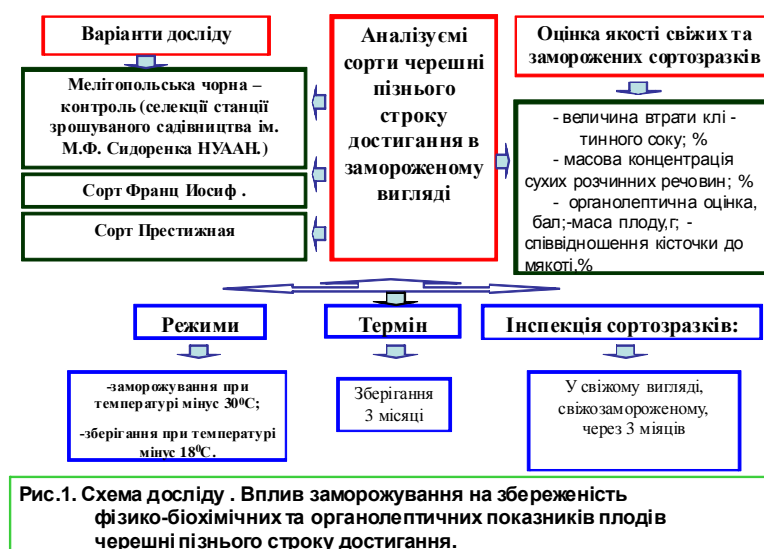 Варіанти досліду
Мелітопольська чорна –
контроль (селекції станції
зрошуваного садівництва ім.
М.Ф. Сидоренка НУААН.)
Сорт Франц Иосиф .
Сорт Престижная
Аналізуємі
сорти черешні
пізнього
строку
достигання в
замороженому
вигляді
Оцінка якості свіжих та
заморожених сортозразків
- величина втрати клі -
тинного соку; %
- масова концентрація
сухих розчинних речовин; %
- органолептична оцінка,
бал;-маса плоду,г; -
співвідношення кісточки до
мякоті,%
Режими
-заморожування при
температурі мінус 30⁰С;
-зберігання при температурі
мінус 18⁰С.
Термін
Зберігання
3 місяці
Інспекція сортозразків:
У свіжому вигляді,
свіжозамороженому,
через 3 міяців
Рис.1. Схема досліду . Вплив заморожування на збереженість
фізико-біохімічних та органолептичних показників плодів
черешні пізнього строку достигання.